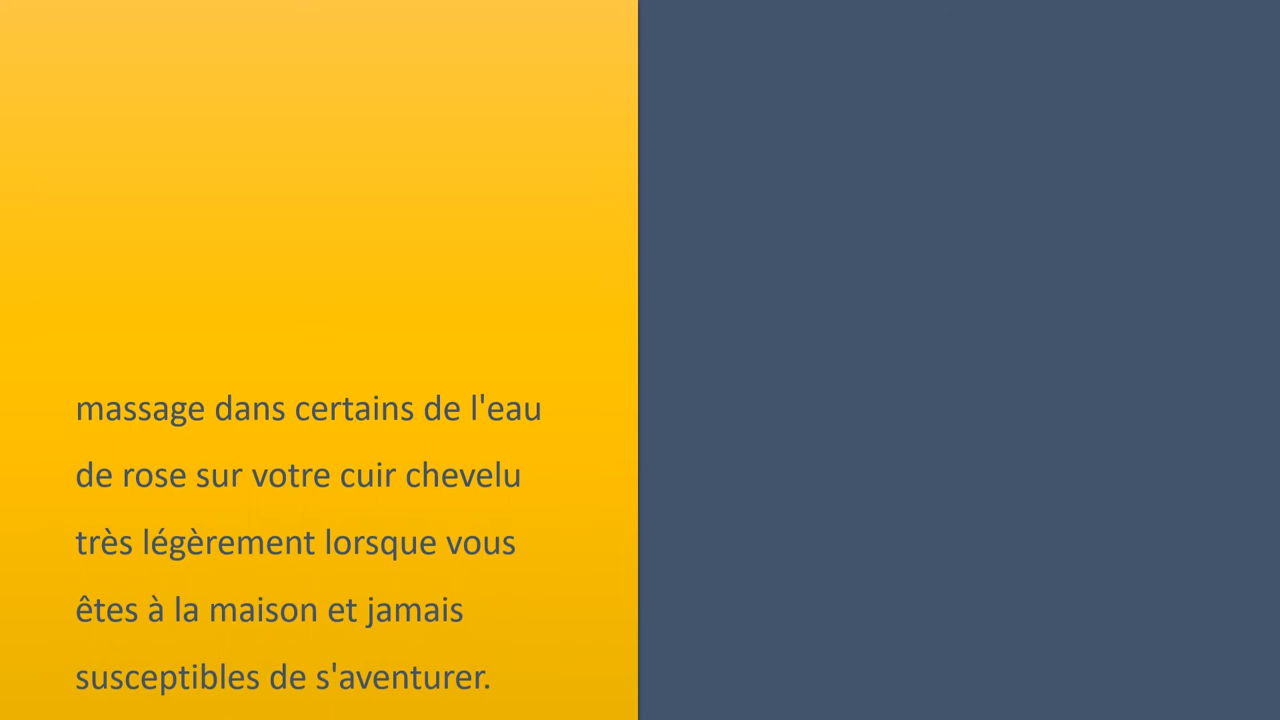 massage dans certains de l'eau
de rose sur votre cuir chevelu
très légèrement lorsque vous
êtes à la maison et jamais
susceptibles de s'aventurer.